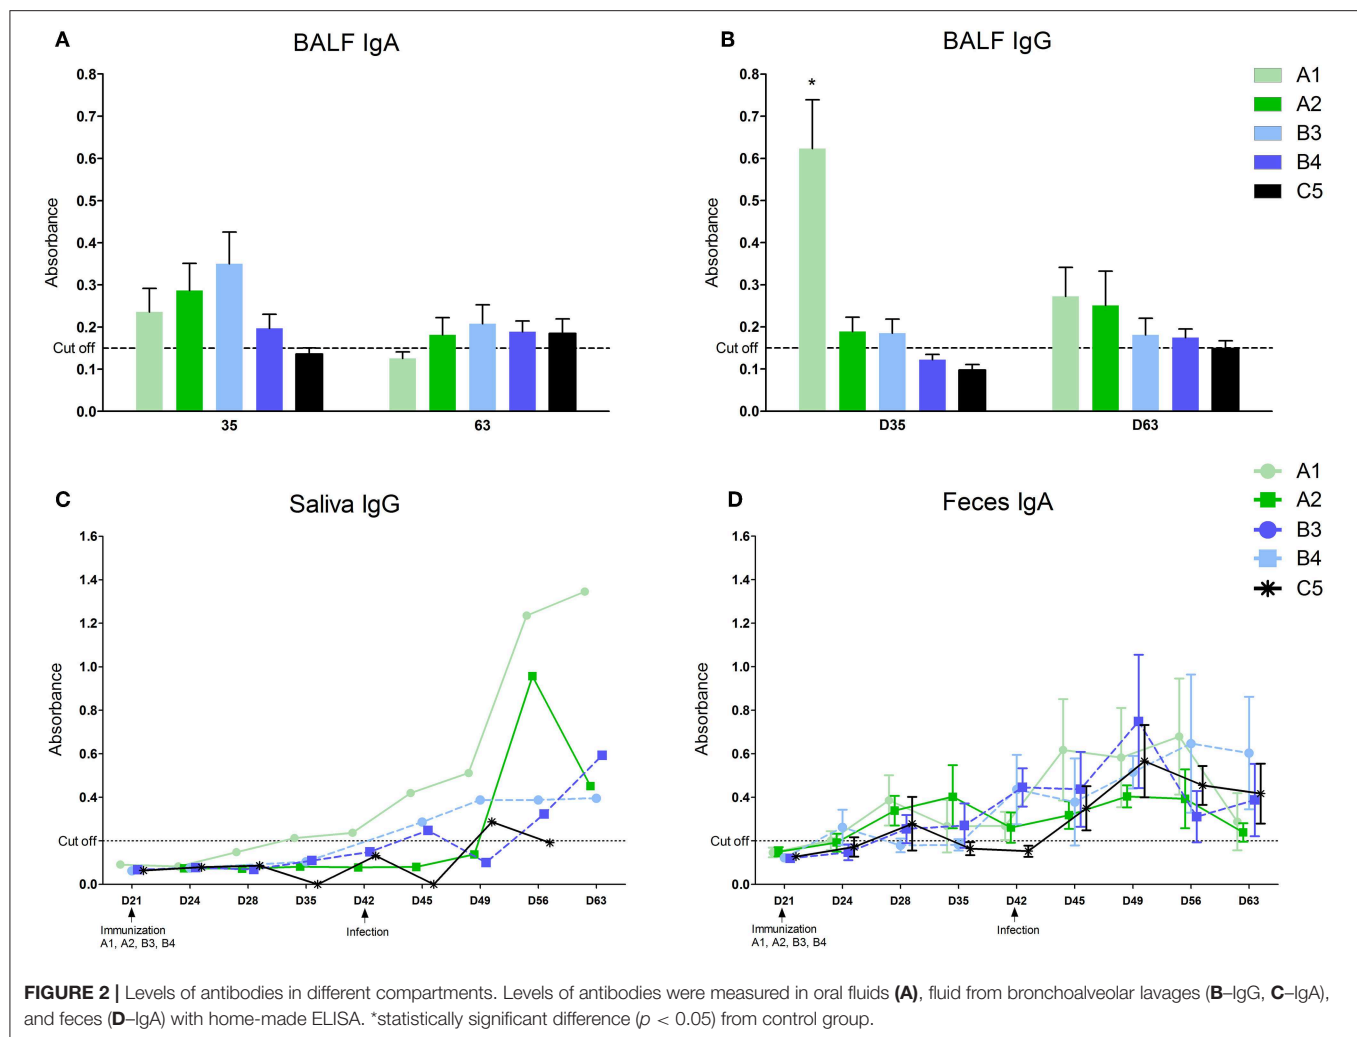 A
BALF IgA
0.8
0.7
0.6
0.5
0.4
0.3
0.2
Cut off
0.1
0.0
Absorbance
35 63
B
BALF IgG
*
0.8
0.7
0.6
0.5
0.4
0.3
0.2
Cut off
0.1
0.0
Absorbance
D35 D63
A1
A2
B3
B4
C5
C
Saliva IgG
1.6
1.4
1.2
1.0
0.8
0.6
0.4
Cut off
0.0
Absorbance
D21 D24 D28 D35 D42 D45 D49 D56 D63
Immunization
A1, A2, B3, B4
Infection
D
Feces IgA
1.6
1.4
1.2
1.0
0.8
0.6
0.4
Cut off
0.0
Absorbance
D21 D24 D28 D35 D42 D45 D49 D56 D63
Immunization
A1, A2, B3, B4
Infection
A1
A2
B3
B4
C5
FIGURE 2 | Levels of antibodies in different compartments. Levels of antibodies were measured in oral fluids (A), fluid from bronchoalveolar lavages (B–IgG, C–IgA),
and feces (D–IgA) with home-made ELISA. *statistically significant difference (p < 0.05) from control group.